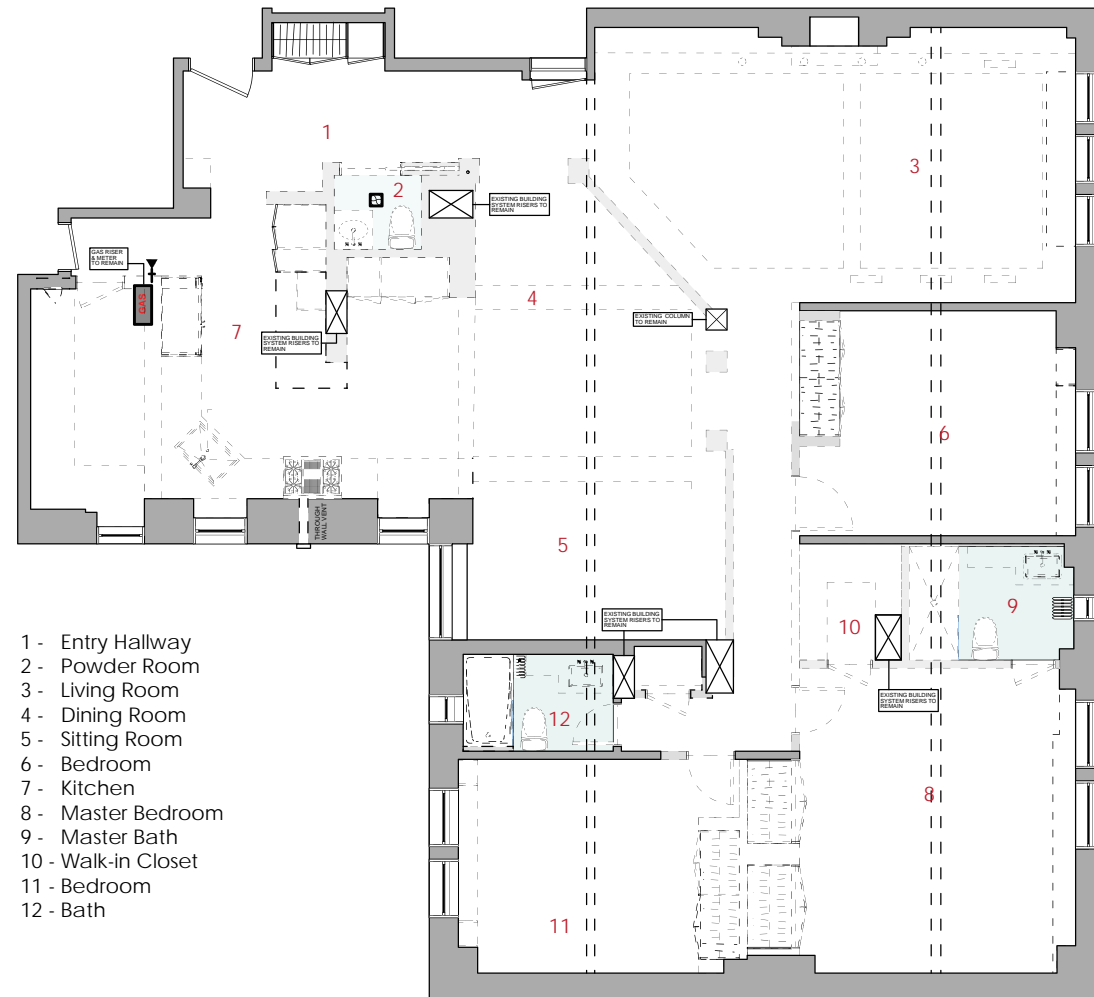 1
3
2
EXISTING BUILDING
SYSTEM RISERS TO
REMAIN
GAS RISER
& METER
TO REMAIN
GAS
4
7
EXISTING COLUMN
TO REMAIN
EXISTING BUILDING
SYSTEM RISERS TO
REMAIN
6
THROUGH
WALL VENT
5
9
EXISTING BUILDING
SYSTEM RISERS TO
REMAIN
10
EXISTING BUILDING
SYSTEM RISERS TO
REMAIN
12
8
11
1 - Entry Hallway
2 - Powder Room
3 - Living Room
4 - Dining Room
5 - Sitting Room
6 - Bedroom
7 - Kitchen
8 - Master Bedroom
9 - Master Bath
10 - Walk-in Closet
11 - Bedroom
12 - Bath